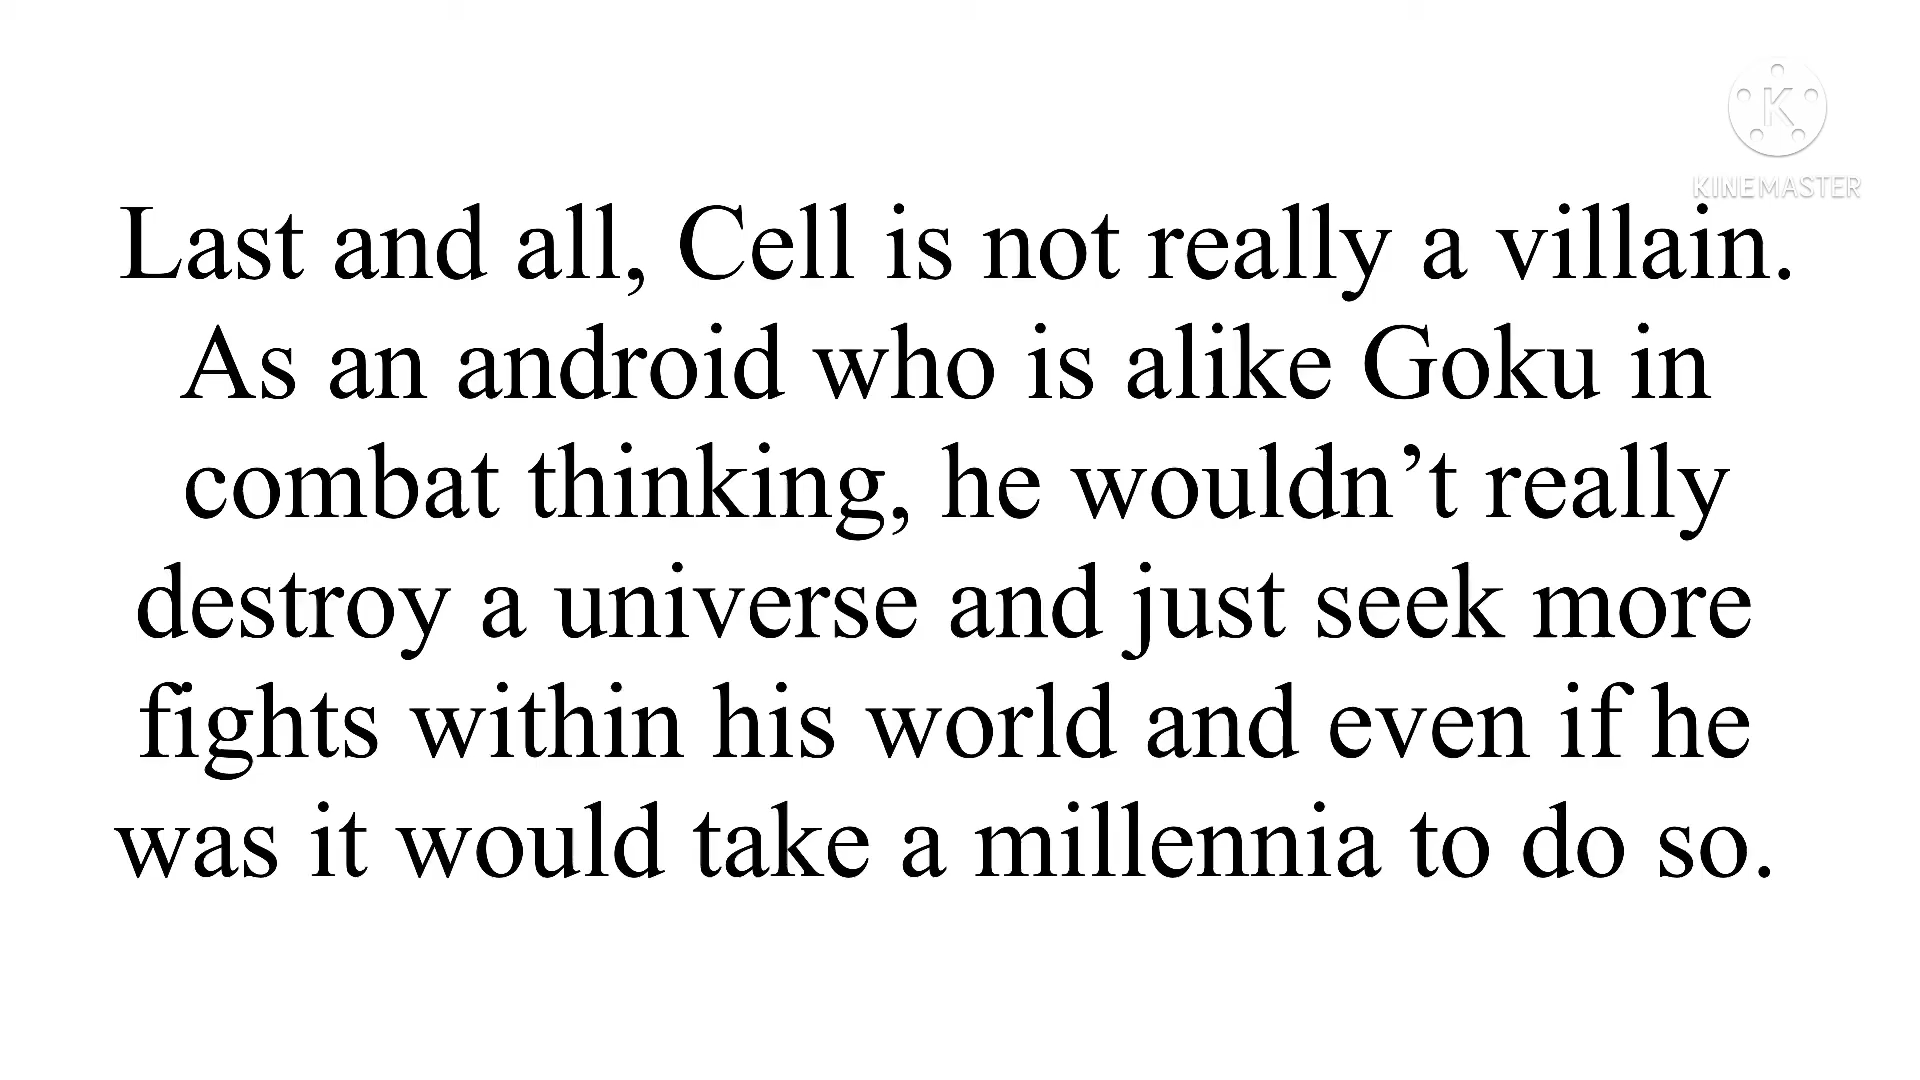 K
KINEMASTER
Last and all, Cell is not really a villain.
As an android who is alike Goku in
combat thinking, he wouldn’t really
destroy a universe and just seek more
fights within his world and even if he
was it would take a millennia to do so.